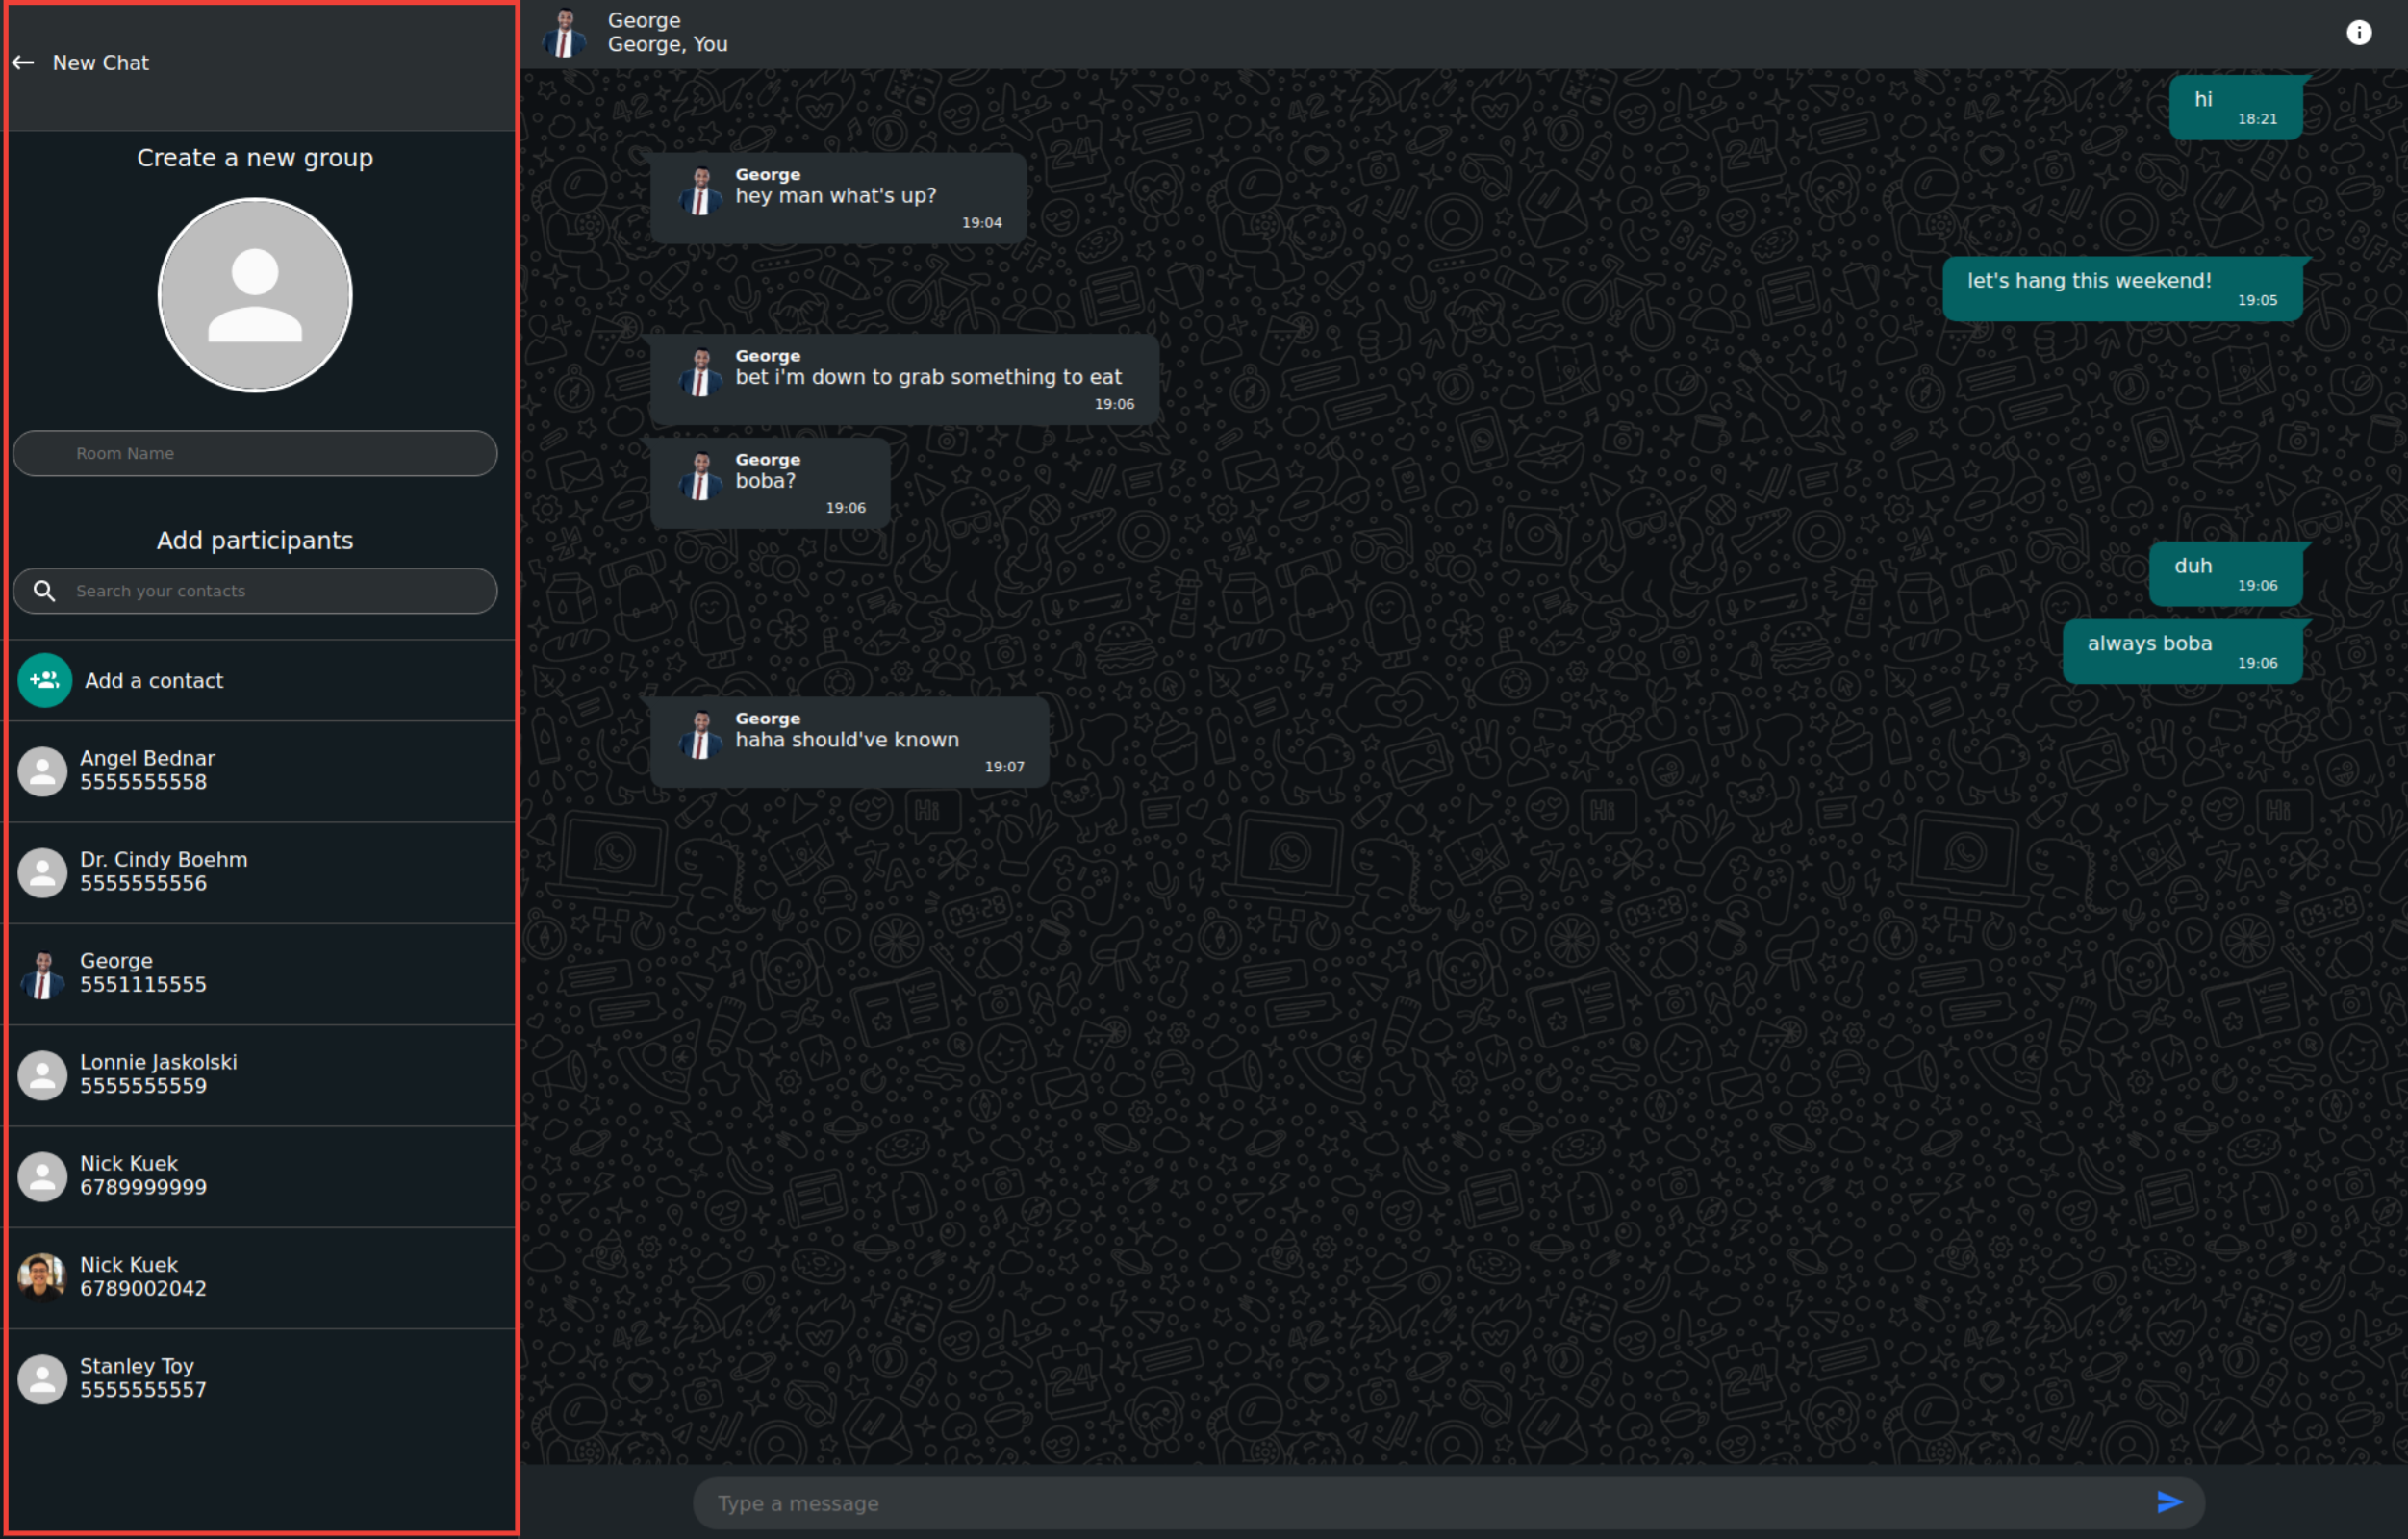 New Chat
Create a new group
Room Name
Add participants
Search your contacts
Add a contact
Angel Bednar
5555555558
Dr. Cindy Boehm
5555555556
George
5551115555
Lonnie Jaskolski
5555555559
Nick Kuek
6789999999
Nick Kuek
6789002042
Stanley Toy
5555555557
George
George, You
hi
18:21
George
hey man what's up?
19:04
let's hang this weekend!
19:05
George
bet i'm down to grab something to eat
19:06
George
boba?
19:06
duh
19:06
always boba
19:06
George
haha should've known
19:07
Type a message